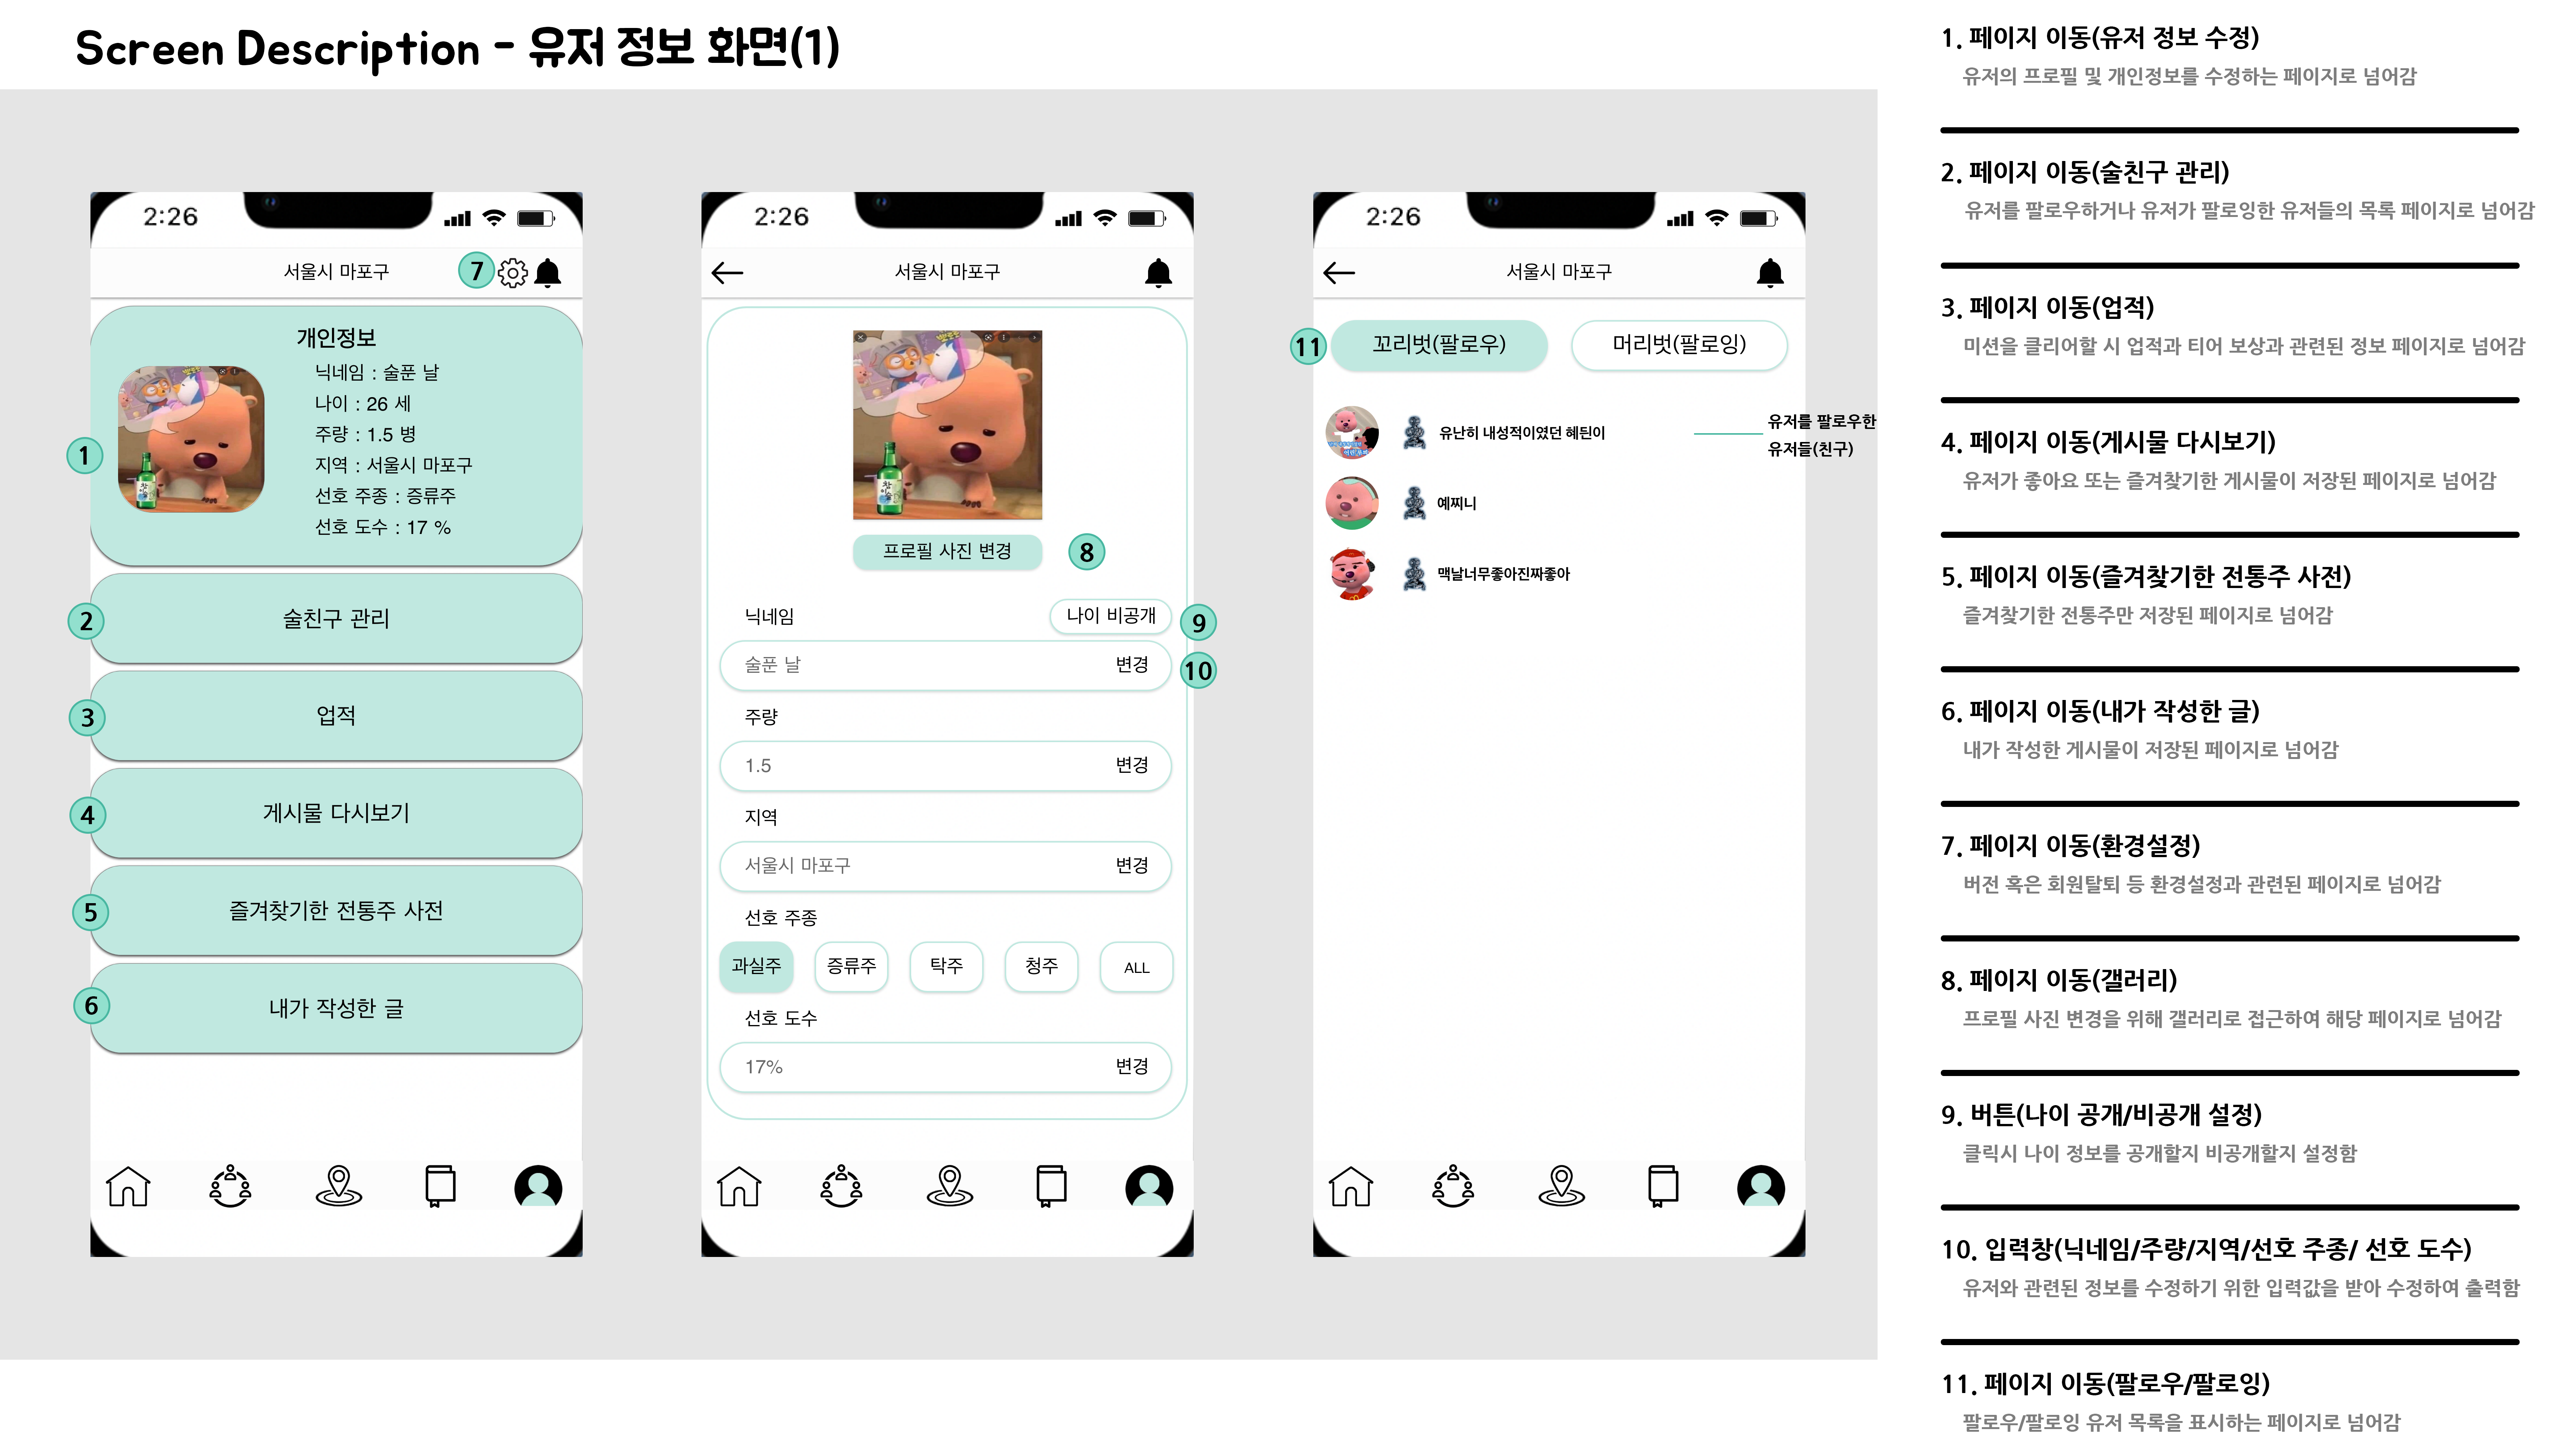 Screen Description - 유저 정보 화면(1)
2:26
서울시 마포구
7
개인정보
닉네임 : 술푼 날
나이 : 26 세
주량 : 1.5 병
지역 : 서울시 마포구
선호 주종 : 증류주
선호 도수 : 17 %
1
2
술친구 관리
3
업적
4
게시물 다시보기
5
즐겨찾기한 전통주 사전
6
내가 작성한 글
2:26
서울시 마포구
프로필 사진 변경
8
닉네임
나이 비공개
9
술푼 날
변경
10
주량
1.5
변경
지역
서울시 마포구
변경
선호 주종
과실주
증류주
탁주
청주
ALL
선호 도수
17%
변경
2:26
서울시 마포구
11
꼬리벗(팔로우)
머리벗(팔로잉)
유난히 내성적이였던 혜틴이
유저를 팔로우한
유저들(친구)
예찌니
맥날너무좋아진짜좋아
1. 페이지 이동(유저 정보 수정)
유저의 프로필 및 개인정보를 수정하는 페이지로 넘어감
2. 페이지 이동(술친구 관리)
유저를 팔로우하거나 유저가 팔로잉한 유저들의 목록 페이지로 넘어감
3. 페이지 이동(업적)
미션을 클리어할 시 업적과 티어 보상과 관련된 정보 페이지로 넘어감
4. 페이지 이동(게시물 다시보기)
유저가 좋아요 또는 즐겨찾기한 게시물이 저장된 페이지로 넘어감
5. 페이지 이동(즐겨찾기한 전통주 사전)
즐겨찾기한 전통주만 저장된 페이지로 넘어감
6. 페이지 이동(내가 작성한 글)
내가 작성한 게시물이 저장된 페이지로 넘어감
7. 페이지 이동(환경설정)
버전 혹은 회원탈퇴 등 환경설정과 관련된 페이지로 넘어감
8. 페이지 이동(갤러리)
프로필 사진 변경을 위해 갤러리로 접근하여 해당 페이지로 넘어감
9. 버튼(나이 공개/비공개 설정)
클릭시 나이 정보를 공개할지 비공개할지 설정함
10. 입력창(닉네임/주량/지역/선호 주종/ 선호 도수)
유저와 관련된 정보를 수정하기 위한 입력값을 받아 수정하여 출력함
11. 페이지 이동(팔로우/팔로잉)
팔로우/팔로잉 유저 목록을 표시하는 페이지로 넘어감